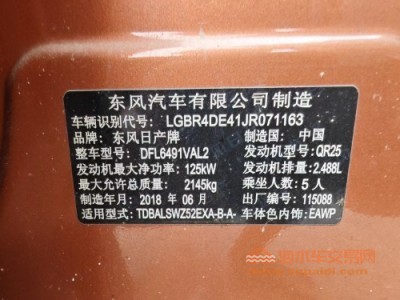 东风汽车有限公司制造
车辆识别代号: LGBR4DE41JR071163
品牌: 东风日产牌 制造国: 中国
整车型号: DFL6491VAL2 发动机型号: QR25
发动机最大净功率: 125kW 发动机排量: 2.488L
最大允许总质量: 2145kg 乘坐人数: 5人
制造年月: 2018 年 06 月 出厂编号: 115088
适用型式: TDBALSWZ52EXA-B-A- 车体色内饰: EAWP